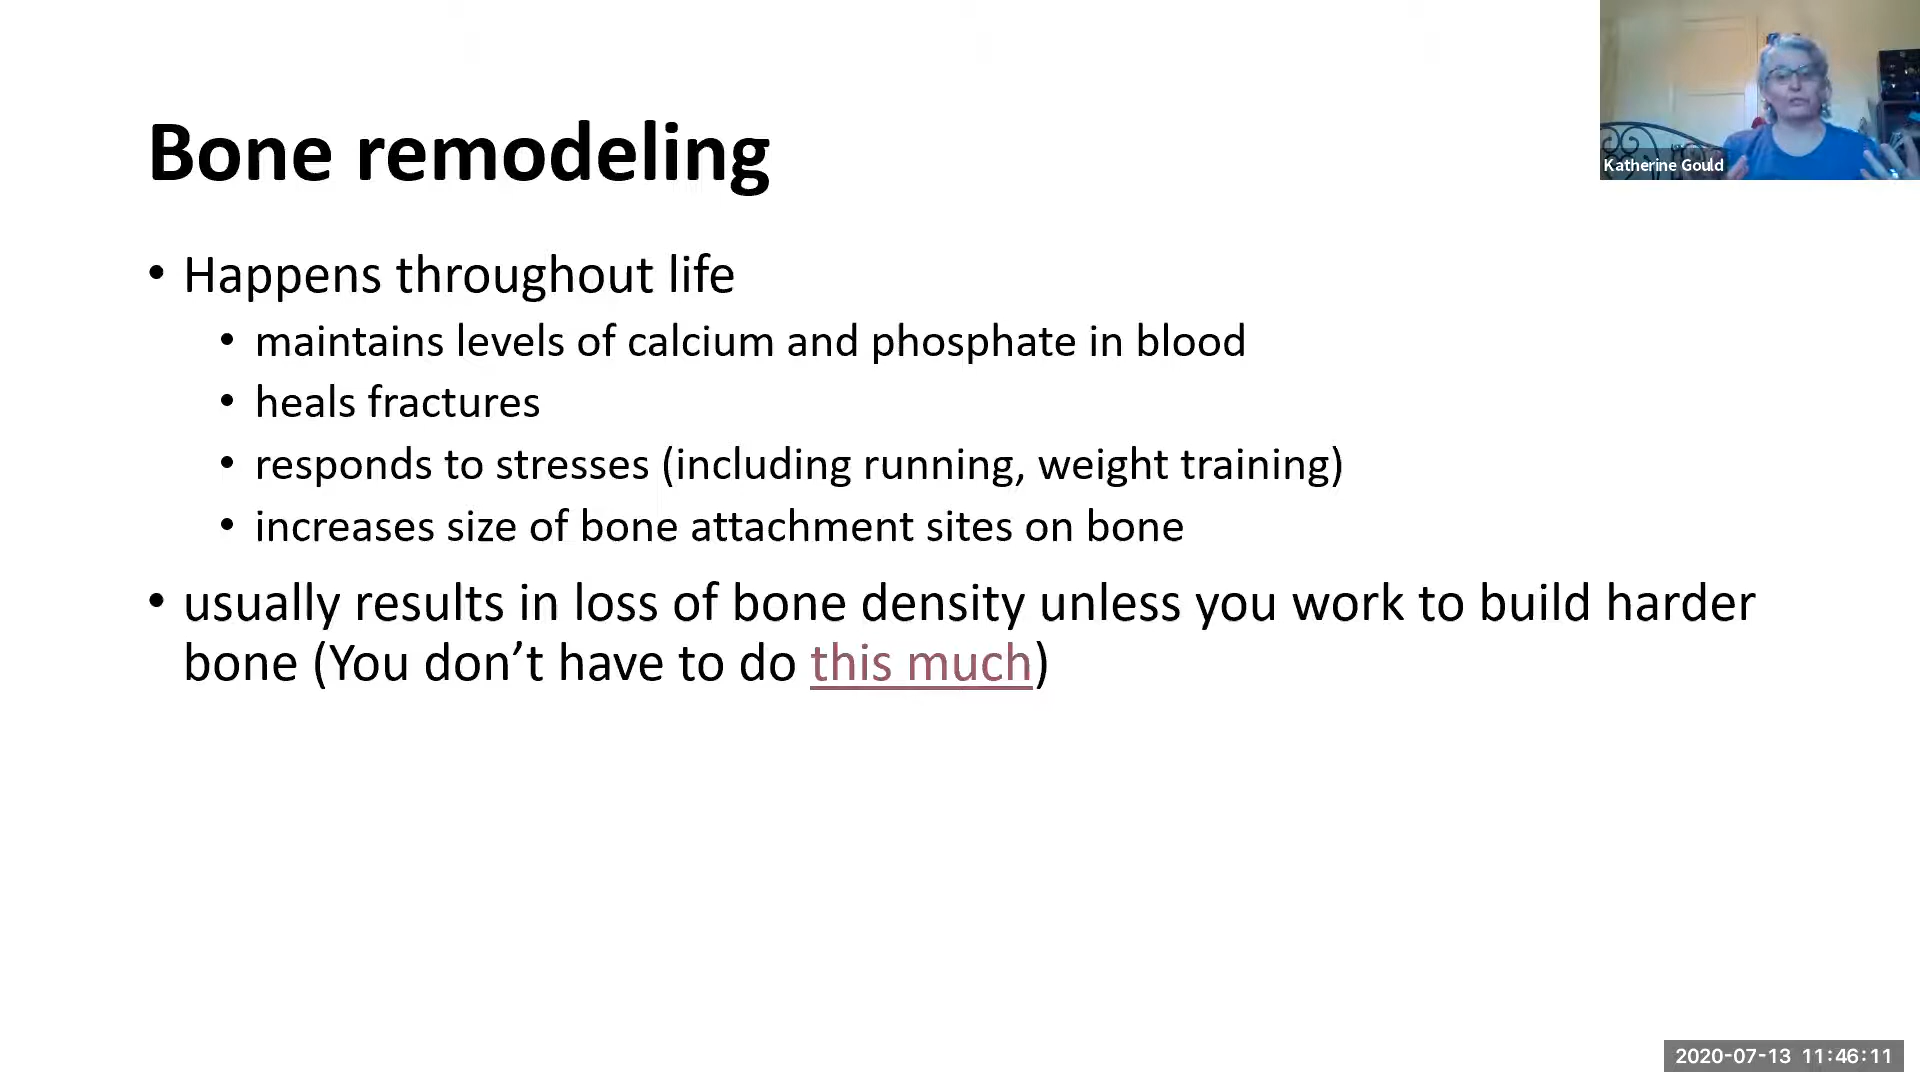 Bone remodeling
Katherine Gould
• Happens throughout life
• maintains levels of calcium and phosphate in blood
• heals fractures
• responds to stresses (including running, weight training)
• increases size of bone attachment sites on bone
• usually results in loss of bone density unless you work to build harder
bone (You don’t have to do this much)
2020-07-13 11:46:11